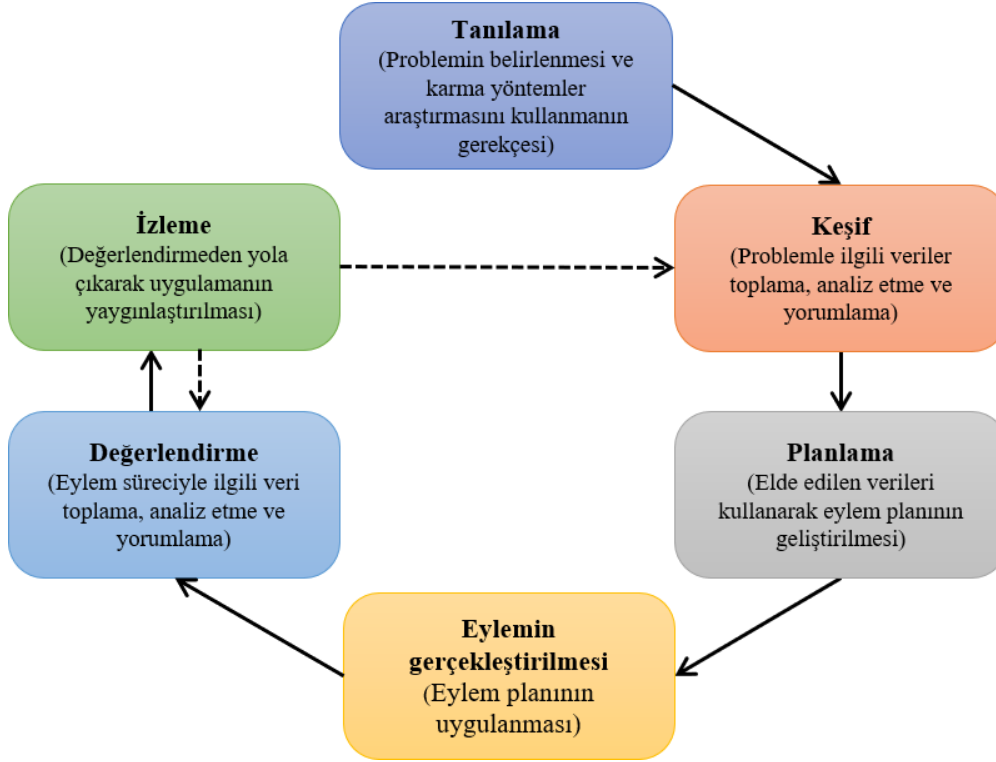 Tanılama
(Problemin belirlenmesi ve
karma yöntemler
araştırmasını kullanmanın
gerekçesi)
İzleme
(Değerlendirmeden yola
çıkarak uygulamanın
yaygınlaştırılması)
Keşif
(Problemle ilgili veriler
toplama, analiz etme ve
yorumlama)
Değerlendirme
(Eylem süreciyle ilgili veri
toplama, analiz etme ve
yorumlama)
Planlama
(Elde edilen verileri
kullanarak eylem planının
geliştirilmesi)
Eylemin
gerçekleştirilmesi
(Eylem planının
uygulanması)